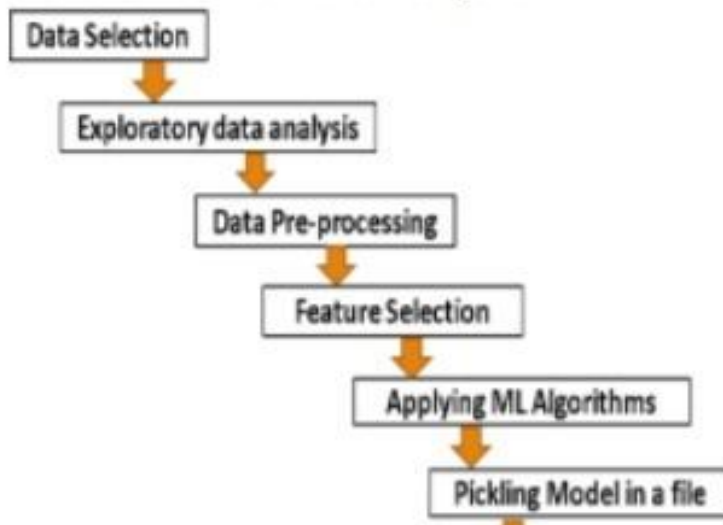 Data Selection
Exploratory data analysis
Data Pre-processing
Feature Selection
Applying ML Algorithms
Pickling Model in a file